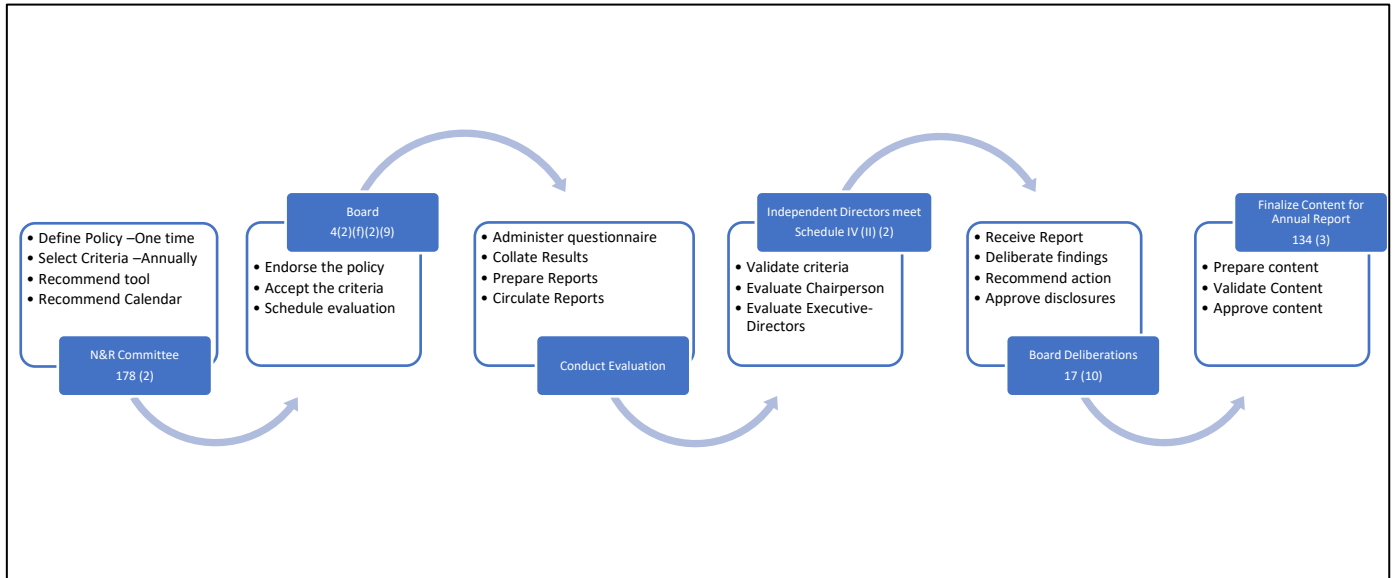 • Define Policy –One time
• Select Criteria –Annually
• Recommend tool
• Recommend Calendar
N&R Committee
178 (2)
Board
4(2)(f)(2)(9)
• Endorse the policy
• Accept the criteria
• Schedule evaluation
• Administer questionnaire
• Collate Results
• Prepare Reports
• Circulate Reports
Conduct Evaluation
Independent Directors meet
Schedule IV (II) (2)
• Validate criteria
• Evaluate Chairperson
• Evaluate Executive-
Directors
• Receive Report
• Deliberate findings
• Recommend action
• Approve disclosures
Board Deliberations
17 (10)
Finalize Content for
Annual Report
134 (3)
• Prepare content
• Validate Content
• Approve content